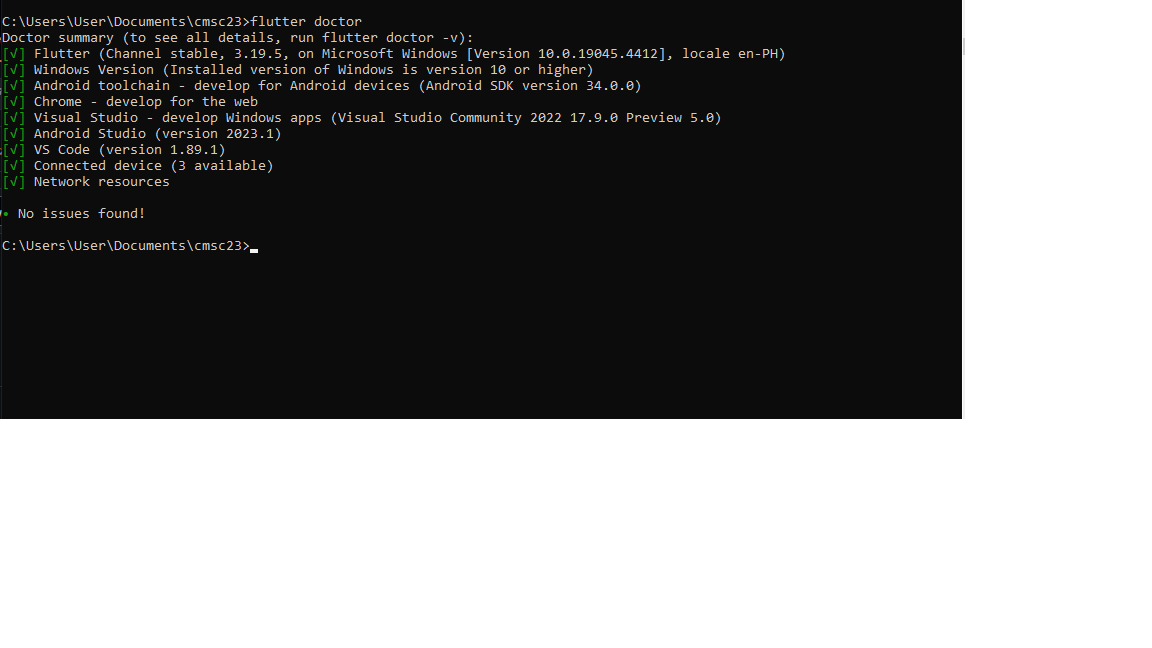 C:\Users\User\Documents\cmsc23>flutter doctor
Doctor summary (to see all details, run flutter doctor -v):
[√] Flutter (Channel stable, 3.19.5, on Microsoft Windows [Version 10.0.19045.4412], locale en-PH)
[√] Windows Version (Installed version of Windows is version 10 or higher)
[√] Android toolchain - develop for Android devices (Android SDK version 34.0.0)
[√] Chrome - develop for the web
[√] Visual Studio - develop Windows apps (Visual Studio Community 2022 17.9.0 Preview 5.0)
[√] Android Studio (version 2023.1)
[√] VS Code (version 1.89.1)
[√] Connected device (3 available)
[√] Network resources
• No issues found!
C:\Users\User\Documents\cmsc23>